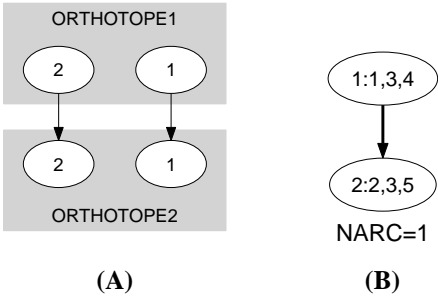 ORTHOTOPE1
2 1
2 1
ORTHOTOPE2
(A)
1:1,3,4
2:2,3,5
NARC=1
(B)